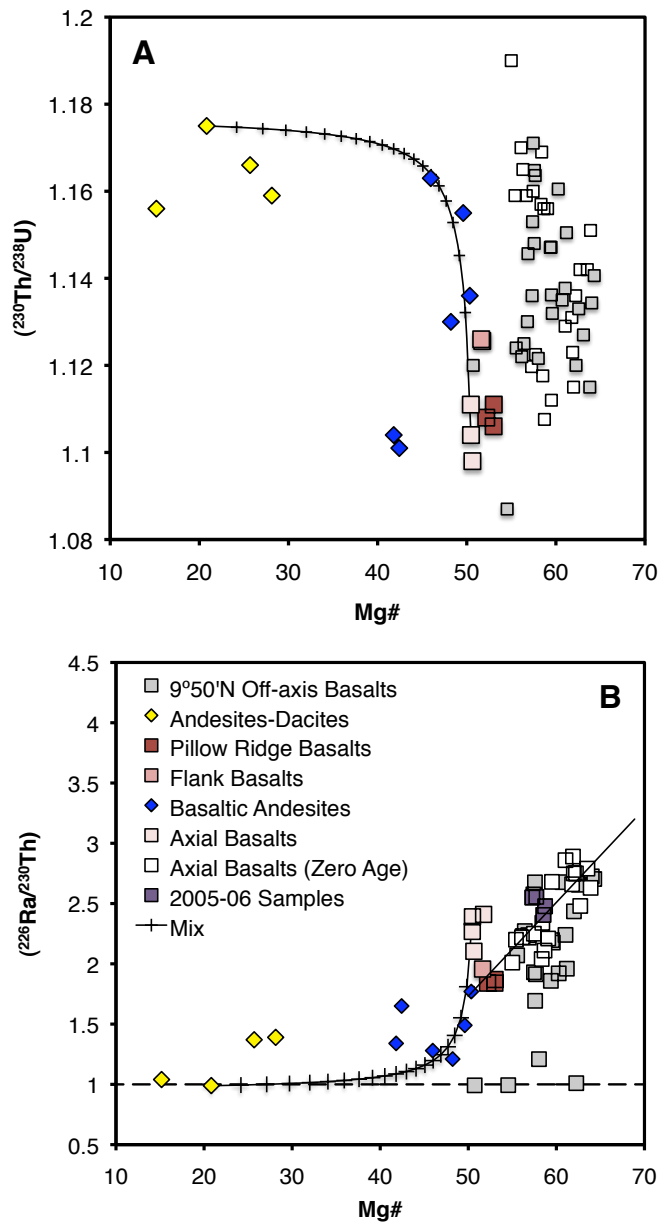 A
1.2
1.18
1.16
1.14
1.12
1.1
1.08
(²³⁰Th/²³⁸U)
10 20 30 40 50 60 70
Mg#
B
4.5
4
3.5
3
2.5
2
1.5
1
0.5
(²²⁶Ra/²³⁰Th)
9º50'N Off-axis Basalts
Andesites-Dacites
Pillow Ridge Basalts
Flank Basalts
Basaltic Andesites
Axial Basalts
Axial Basalts (Zero Age)
2005-06 Samples
Mix
10 20 30 40 50 60 70
Mg#